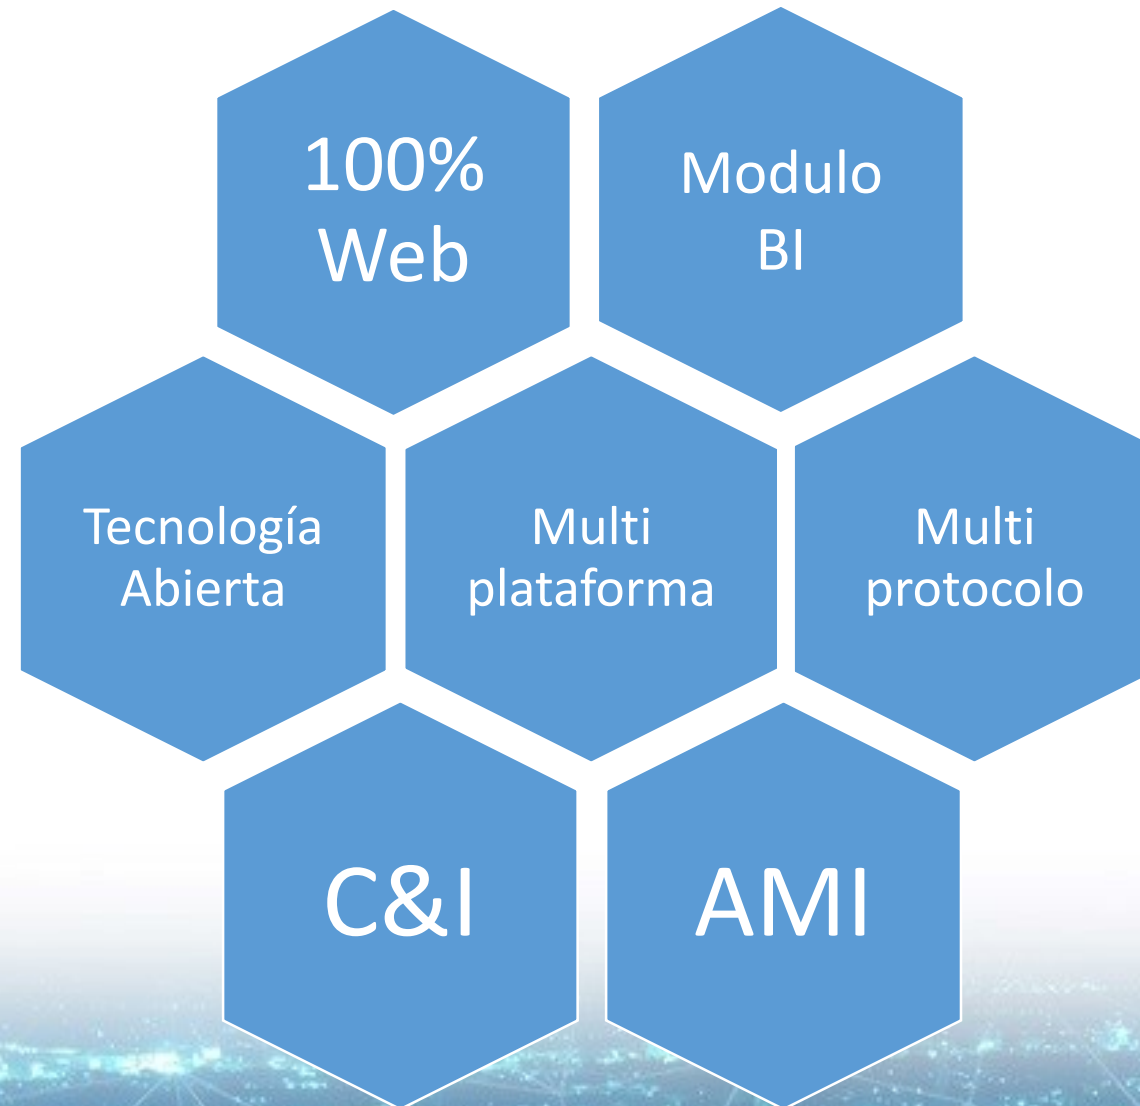 100%
Web
Modulo
BI
Tecnología
Abierta
Multi
plataforma
Multi
protocolo
C&I
AMI